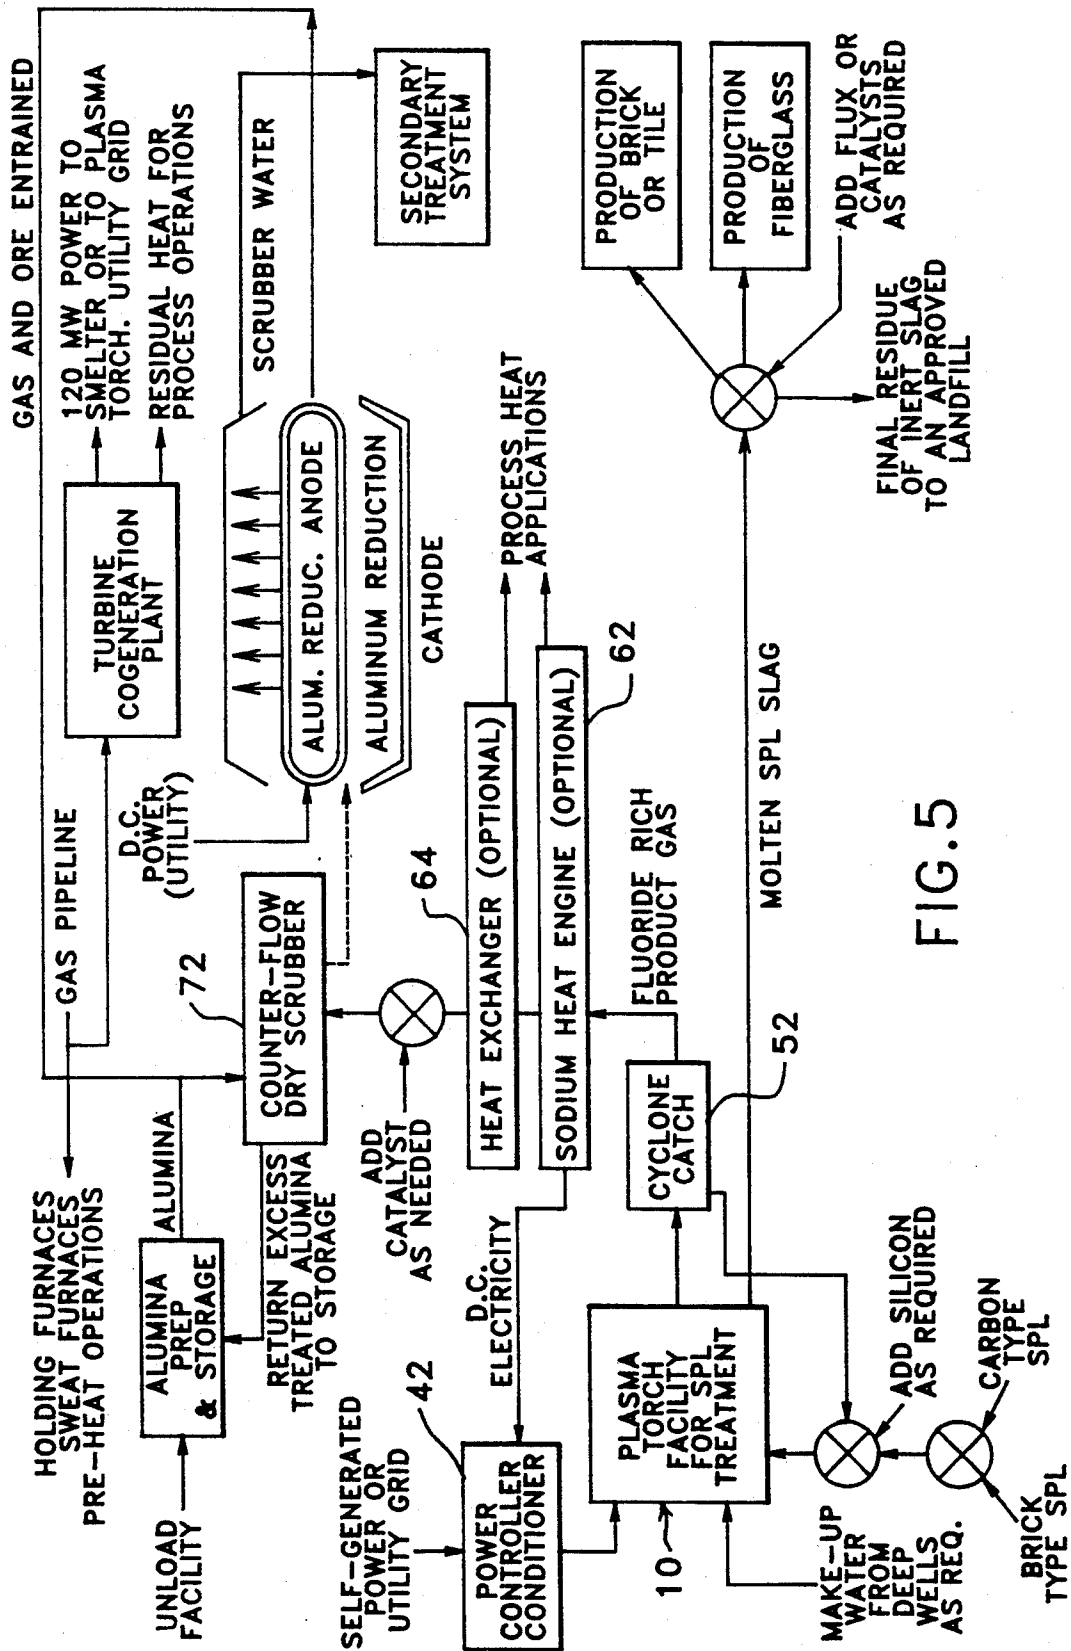 HOLDING FURNACES
SWEAT FURNACES
PRE-HEAT OPERATIONS
GAS PIPELINE
GAS AND ORE ENTRAINED
UNLOAD
FACILITY
ALUMINA
PREP
& STORAGE
ALUMINA
RETURN EXCESS
TREATED ALUMINA
TO STORAGE
72
COUNTER-FLOW
DRY SCRUBBER
D.C.
POWER
(UTILITY)
TURBINE
COGENERATION
PLANT
120 MW POWER TO
SMELTER OR TO PLASMA
TORCH. UTILITY GRID
RESIDUAL HEAT FOR
PROCESS OPERATIONS
ALUM. REDUC. ANODE
ALUMINUM REDUCTION
CATHODE
SCRUBBER WATER
SECONDARY
TREATMENT
SYSTEM
SELF-GENERATED
POWER OR
UTILITY GRID
42
POWER
CONTROLLER
CONDITIONER
D.C.
ELECTRICITY
ADD
CATALYST
AS NEEDED
64
HEAT EXCHANGER (OPTIONAL)
SODIUM HEAT ENGINE (OPTIONAL)
62
PROCESS HEAT
APPLICATIONS
FLUORIDE RICH
PRODUCT GAS
10
PLASMA
TORCH
FACILITY
FOR SPL
TREATMENT
CYCLONE
CATCH
52
MOLTEN SPL SLAG
MAKE-UP
WATER
FROM
DEEP
WELLS
AS REQ.
ADD SILICON
AS REQUIRED
BRICK
TYPE SPL
CARBON
TYPE
SPL
PRODUCTION
OF BRICK
OR TILE
PRODUCTION
OF
FIBERGLASS
ADD FLUX OR
CATALYSTS
AS REQUIRED
FINAL RESIDUE
OF INERT SLAG
TO AN APPROVED
LANDFILL
FIG.5